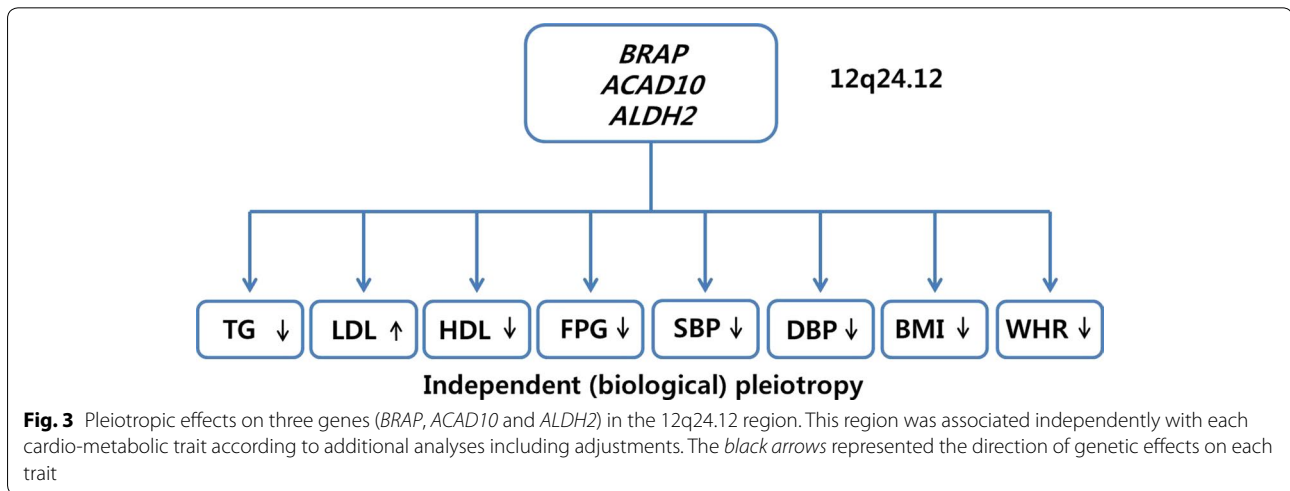 BRAP
ACAD10
ALDH2
12q24.12
TG ↓ LDL ↑ HDL ↓ FPG ↓ SBP ↓ DBP ↓ BMI ↓ WHR ↓
Independent (biological) pleiotropy
Fig. 3 Pleiotropic effects on three genes (BRAP, ACAD10 and ALDH2) in the 12q24.12 region. This region was associated independently with each
cardio-metabolic trait according to additional analyses including adjustments. The black arrows represented the direction of genetic effects on each
trait